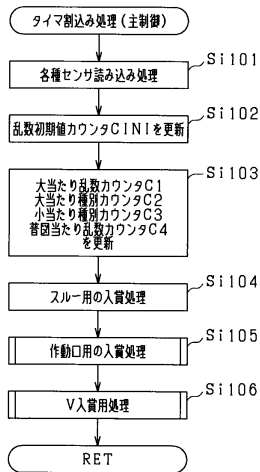 タイマ割込み処理(主制御)
Si101
各種センサ読み込み処理
Si102
乱数初期値カウンタCINIを更新
Si103
大当たり乱数カウンタC1
大当たり種別カウンタC2
小当たり種別カウンタC3
普図当たり乱数カウンタC4
を更新
Si104
スルー用の入賞処理
Si105
作動口用の入賞処理
Si106
V入賞用処理
RET